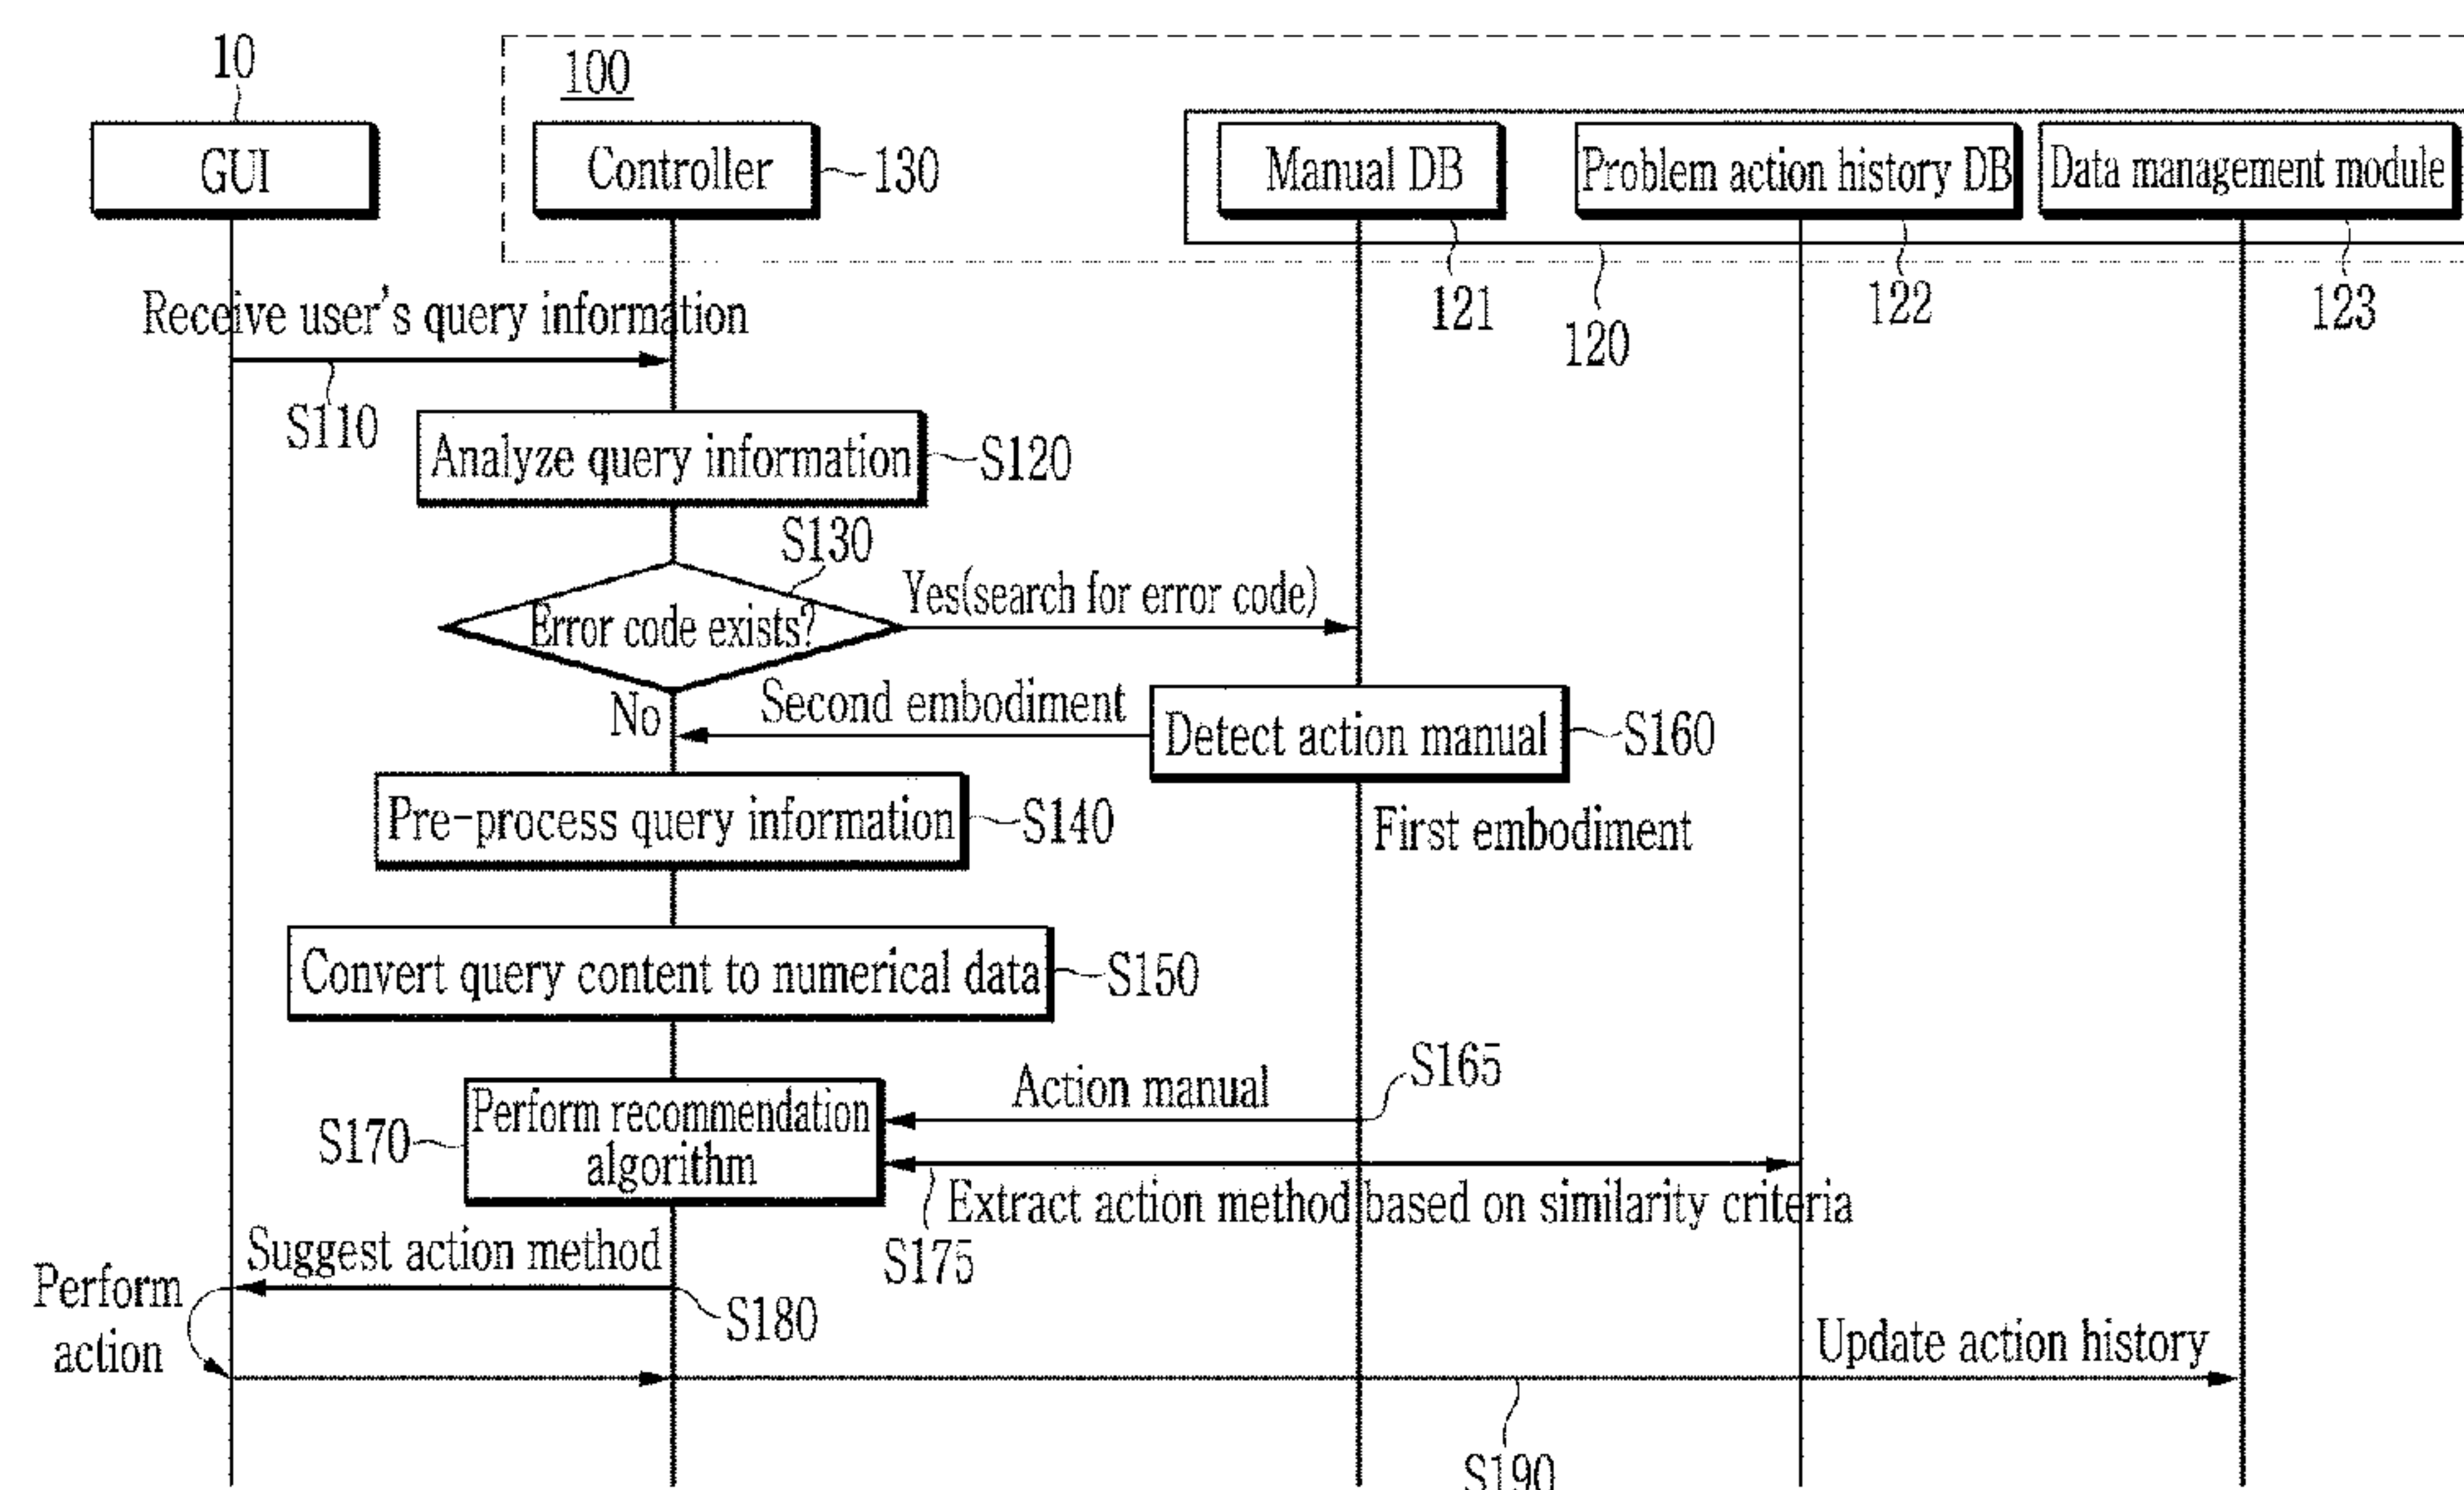 10
100
GUI
Controller
130
Manual DB
Problem action history DB
Data management module
121
122
123
120
Receive user's query information
S110
Analyze query information
S120
S130
Error code exists?
Yes(search for error code)
No
Second embodiment
Detect action manual
S160
Pre-process query information
S140
First embodiment
Convert query content to numerical data
S150
S165
Action manual
S170
Perform recommendation
algorithm
Extract action method based on similarity criteria
S175
Suggest action method
S180
Perform
action
Update action history
S190